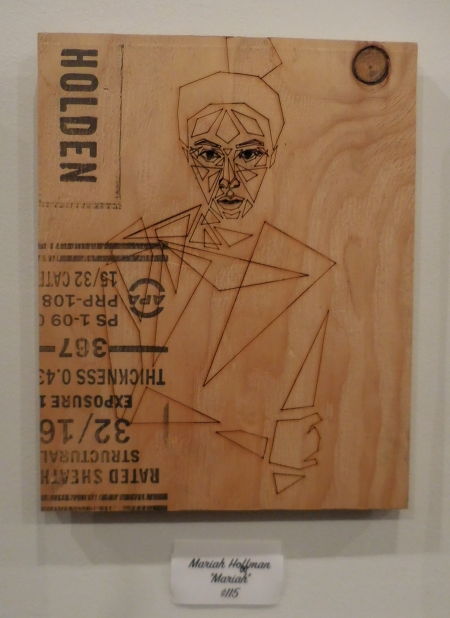 HOLDEN
RATED SHEATH
STRUCTURAL
32/16
EXPOSURE 1
THICKNESS 0.43
367
PS 1-09
PRP-108
APA
15/32 CAT
Mariah Hoffman
"Mariah"
$115